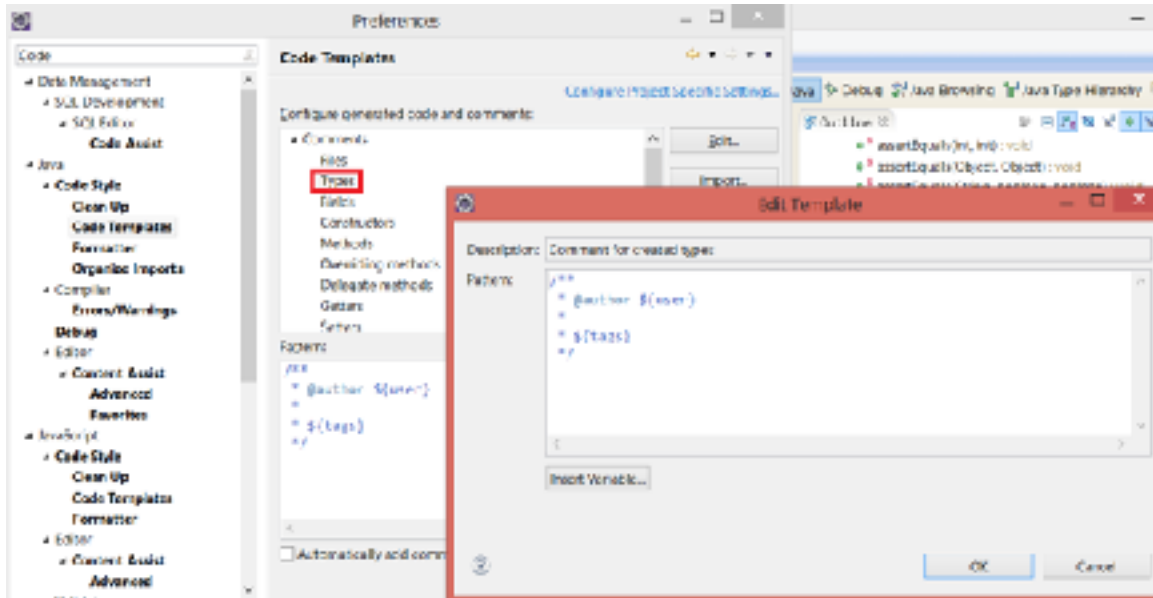 Preferences
Code
Data Management
SQL Development
SQL Editor
Code Assist
Java
Code Style
Clean Up
Code Templates
Formatter
Organize Imports
Compiler
Errors/Warnings
Debug
Editor
Content Assist
Advanced
Favorites
JavaScript
Code Style
Clean Up
Code Templates
Formatter
Editor
Content Assist
Advanced
Code Templates
Configure Project Specific Settings...
Configure generated code and comments:
Comments
Files
Types
Fields
Constructors
Methods
Overriding methods
Delegate methods
Getters
Setters
Edit...
Import...
Pattern:
/**
* @author ${user}
*
* ${tags}
*/
Automatically add comm
ava Debug Java Browsing Java Type Hierarchy
Outline
assertEquals(int, int) : void
assertEquals(Object, Object) : void
Edit Template
Description: Comment for created types
Pattern:
/**
* @author ${user}
*
* ${tags}
*/
Insert Variable...
OK Cancel